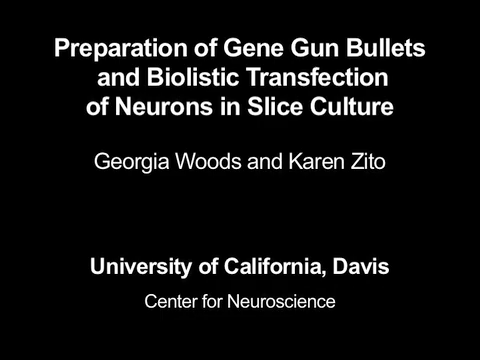 Preparation of Gene Gun Bullets
and Biolistic Transfection
of Neurons in Slice Culture
Georgia Woods and Karen Zito
University of California, Davis
Center for Neuroscience